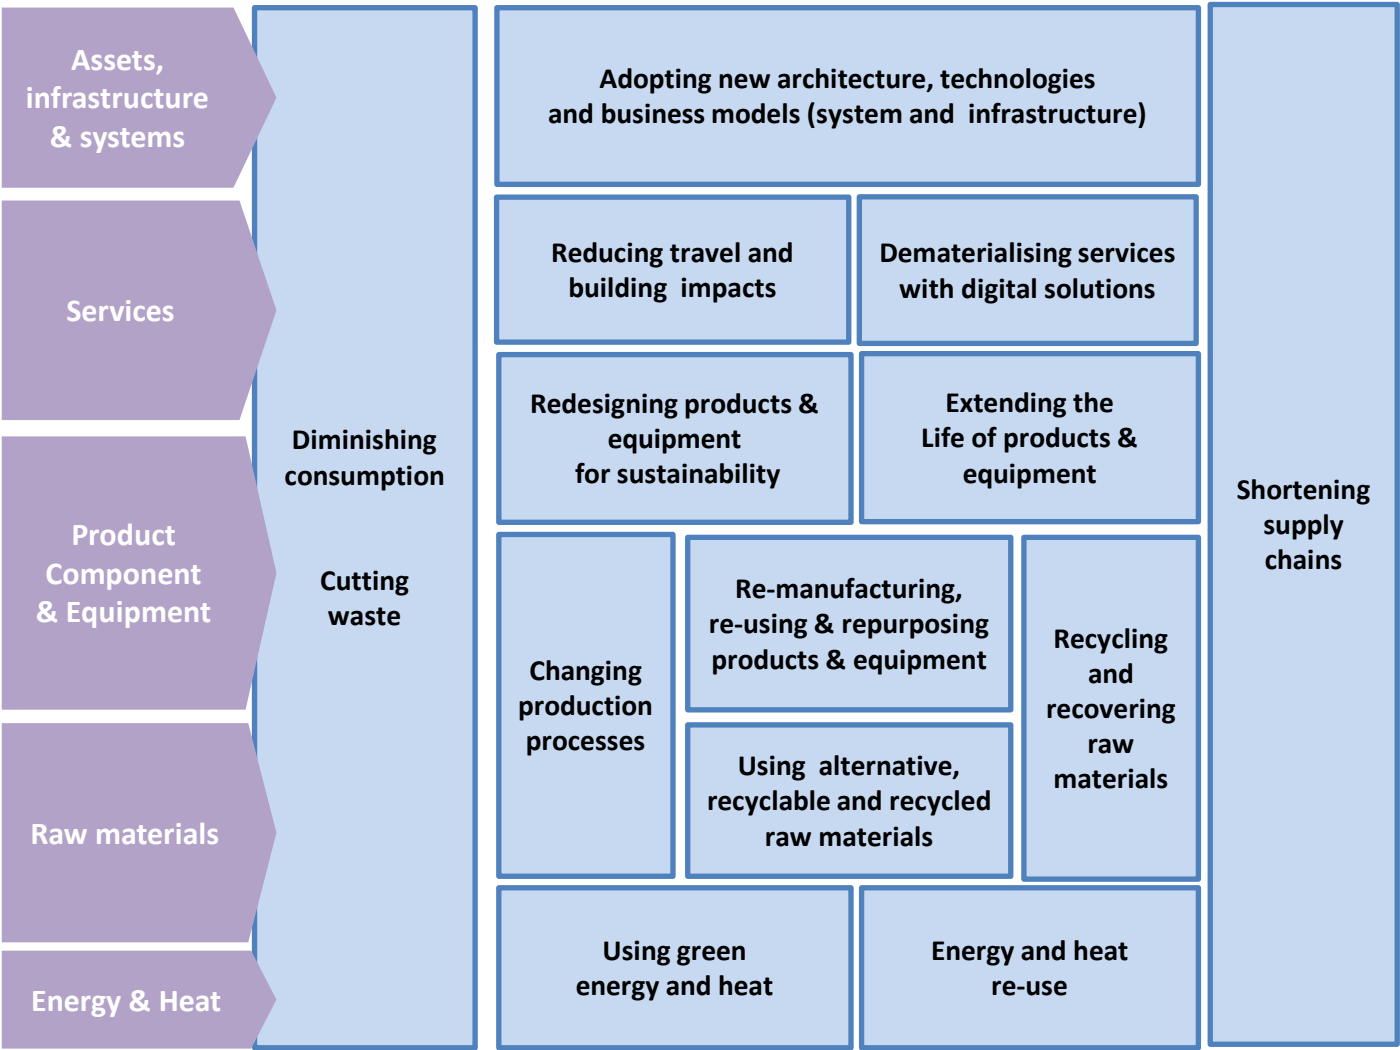 Assets,
infrastructure
& systems
Services
Product
Component
& Equipment
Raw materials
Energy & Heat
Diminishing
consumption
Cutting
waste
Adopting new architecture, technologies
and business models (system and  infrastructure)
Reducing travel and
building  impacts
Dematerialising services
with digital solutions
Redesigning products &
equipment
for sustainability
Extending the
Life of products &
equipment
Changing
production
processes
Re-manufacturing,
re-using & repurposing
products & equipment
Using  alternative,
recyclable and recycled
raw materials
Recycling
and
recovering
raw
materials
Using green
energy and heat
Energy and heat
re-use
Shortening
supply
chains